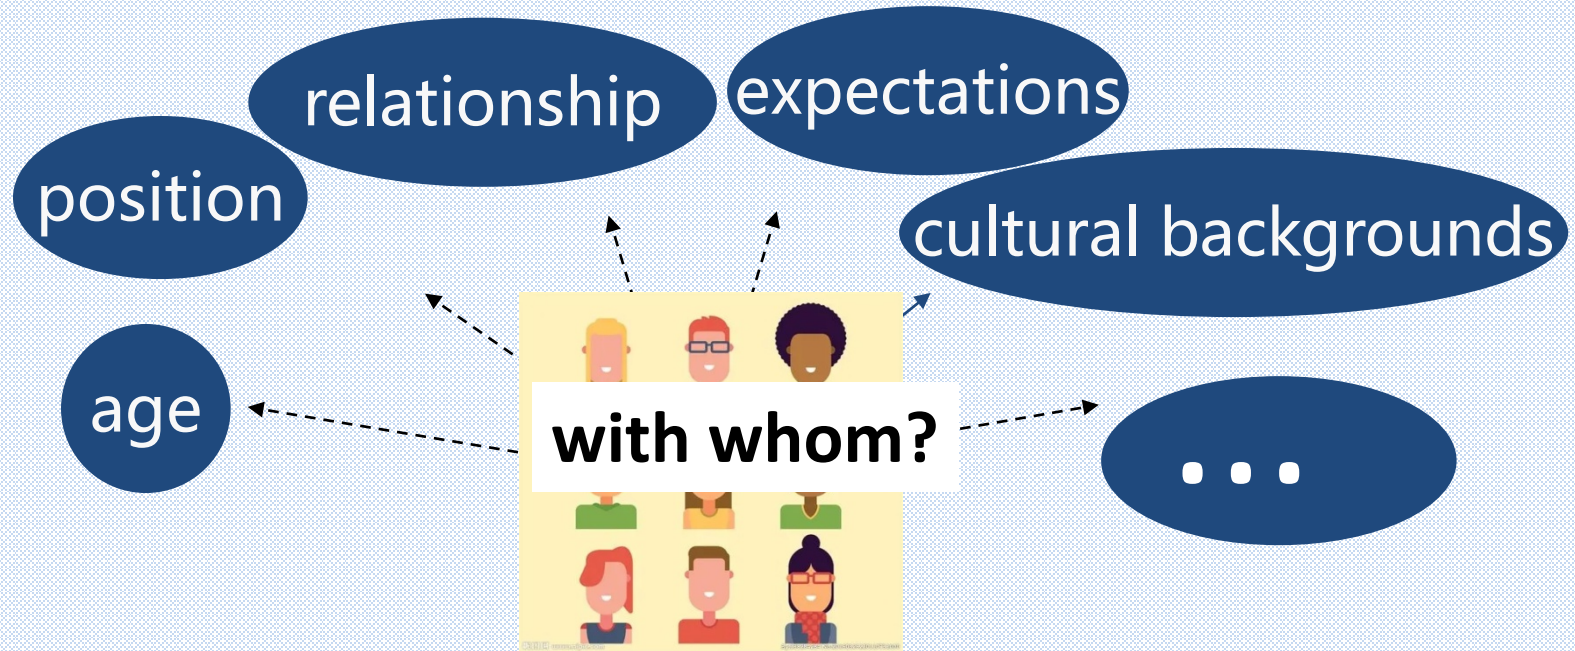 relationship
expectations
position
cultural backgrounds
age
with whom?
...